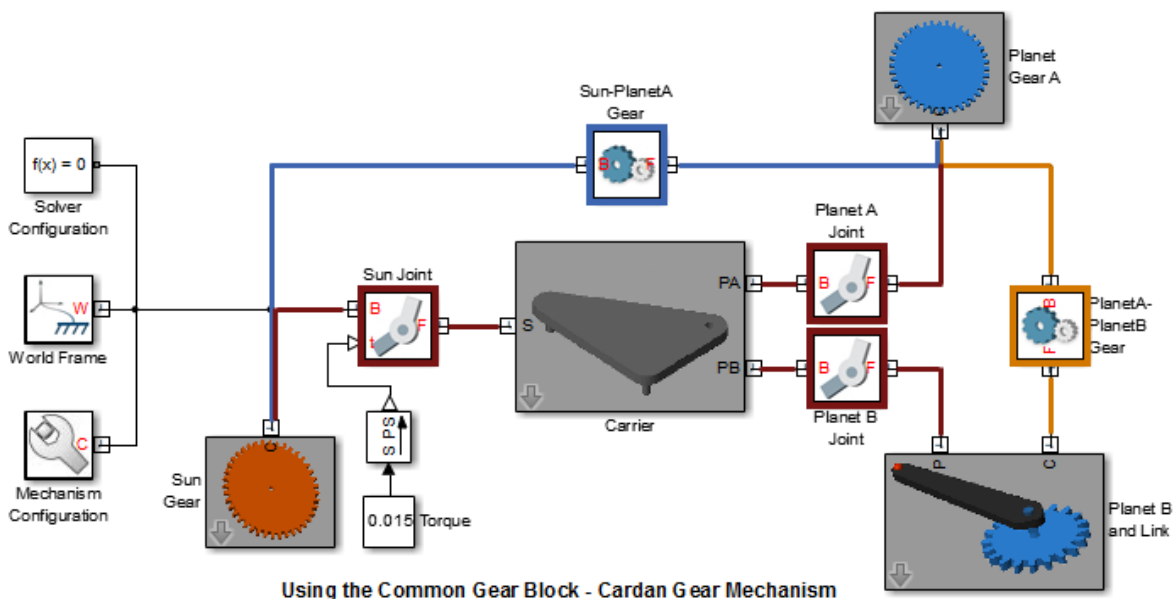 Planet
Gear A
Sun-PlanetA
Gear
B F
f(x) = 0
Solver
Configuration
Planet A
Joint
Sun Joint
B F
t
S
PA
PB
B F
B F
Planet B
Joint
B
F
PlanetA-
PlanetB
Gear
W
World Frame
C
Mechanism
Configuration
Carrier
C
Sun
Gear
S PS
0.015
Torque
P C
Planet B
and Link
Using the Common Gear Block - Cardan Gear Mechanism